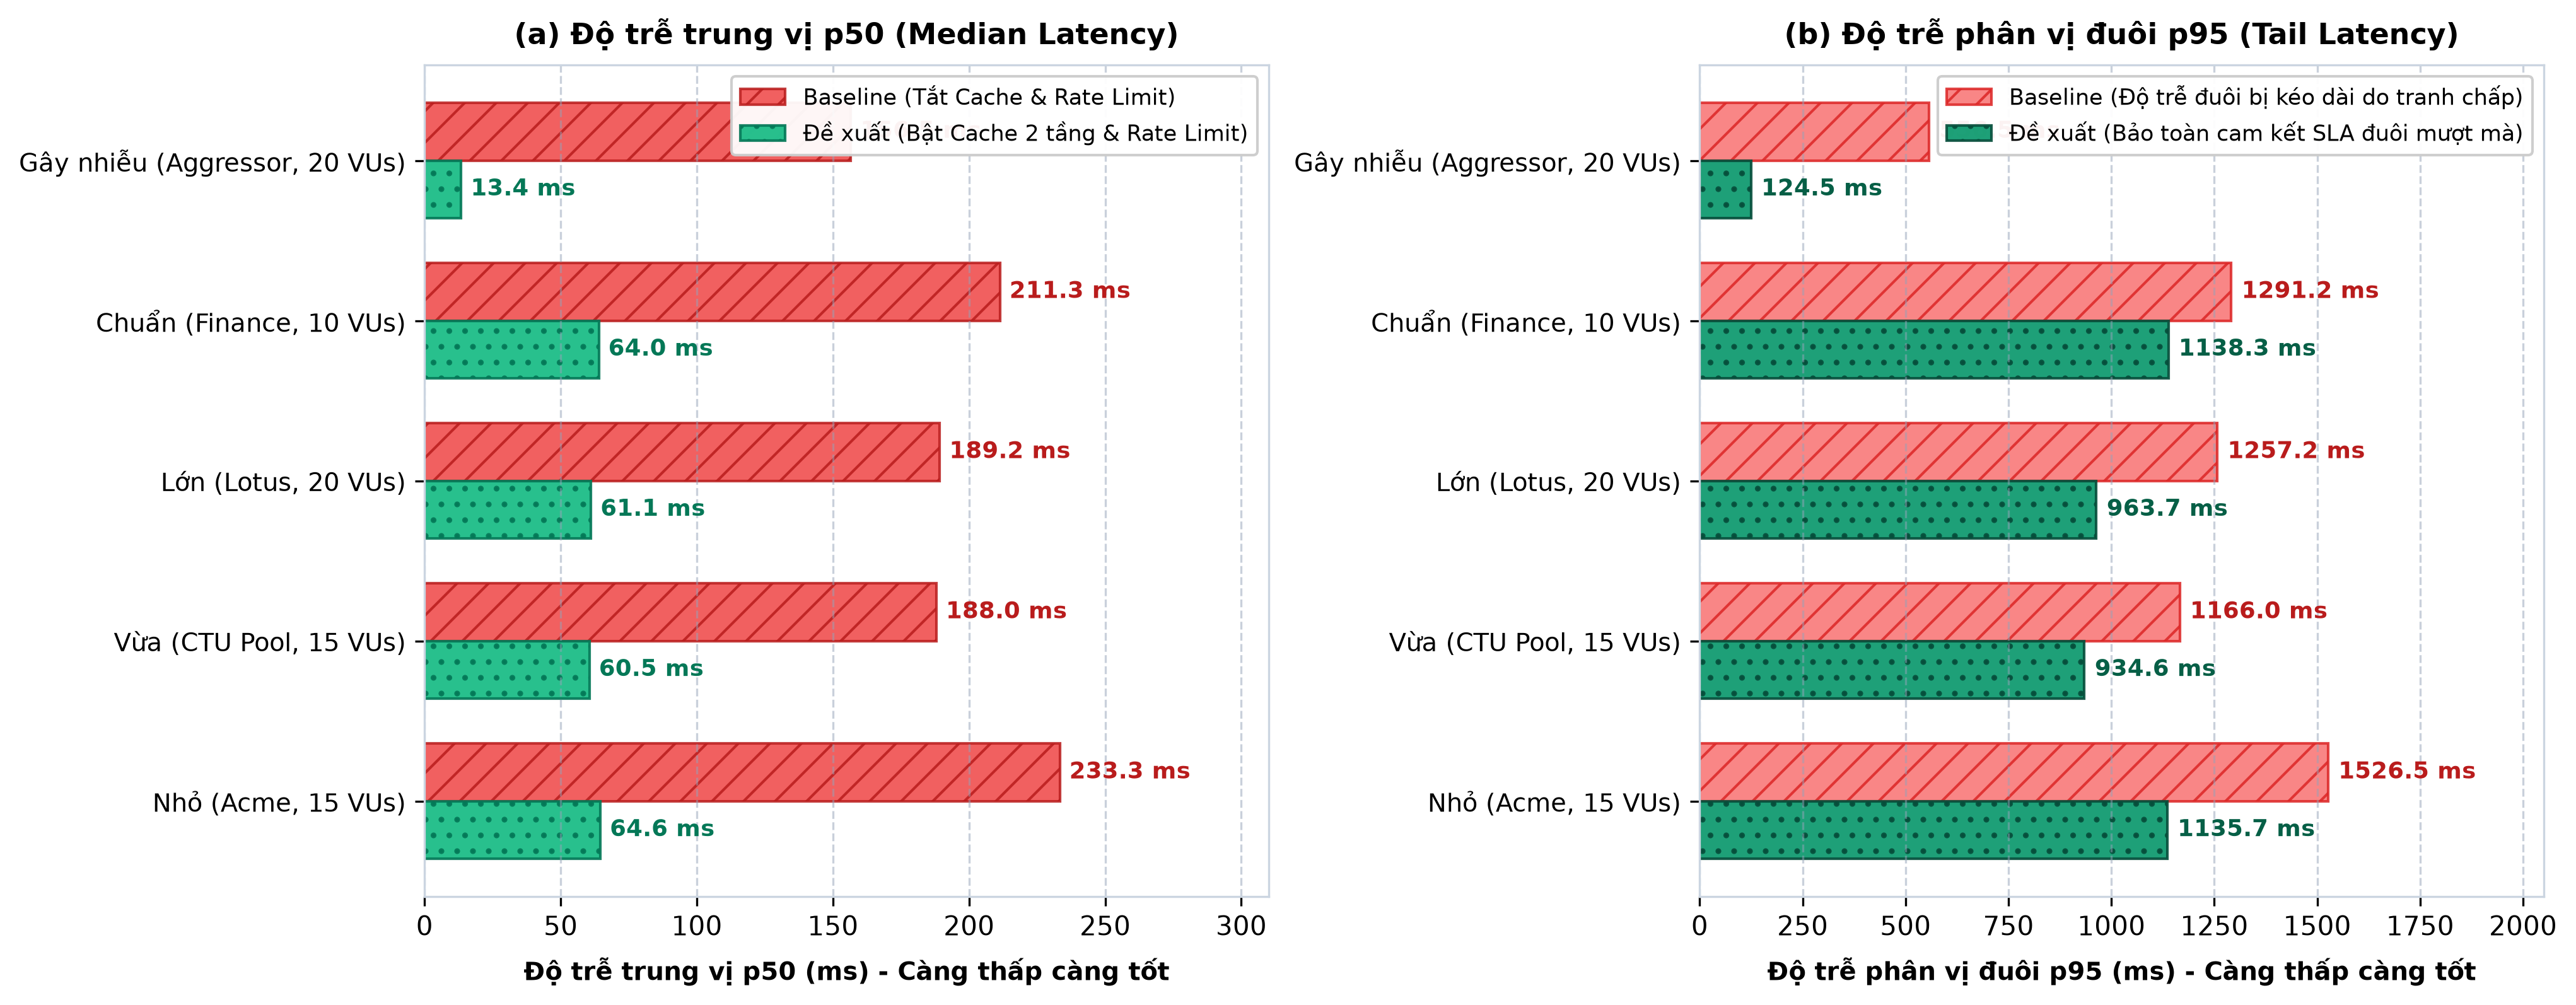 (a) Độ trễ trung vị p50 (Median Latency)
Baseline (Tắt Cache & Rate Limit)
Đề xuất (Bật Cache 2 tầng & Rate Limit)
Gây nhiễu (Aggressor, 20 VUs)
13.4 ms
Chuẩn (Finance, 10 VUs)
211.3 ms
64.0 ms
Lớn (Lotus, 20 VUs)
189.2 ms
61.1 ms
Vừa (CTU Pool, 15 VUs)
188.0 ms
60.5 ms
Nhỏ (Acme, 15 VUs)
233.3 ms
64.6 ms
0 50 100 150 200 250 300
Độ trễ trung vị p50 (ms) - Càng thấp càng tốt
(b) Độ trễ phân vị đuôi p95 (Tail Latency)
Baseline (Độ trễ đuôi bị kéo dài do tranh chấp)
Đề xuất (Bảo toàn cam kết SLA đuôi mượt mà)
Gây nhiễu (Aggressor, 20 VUs)
124.5 ms
Chuẩn (Finance, 10 VUs)
1291.2 ms
1138.3 ms
Lớn (Lotus, 20 VUs)
1257.2 ms
963.7 ms
Vừa (CTU Pool, 15 VUs)
1166.0 ms
934.6 ms
Nhỏ (Acme, 15 VUs)
1526.5 ms
1135.7 ms
0 250 500 750 1000 1250 1500 1750 2000
Độ trễ phân vị đuôi p95 (ms) - Càng thấp càng tốt